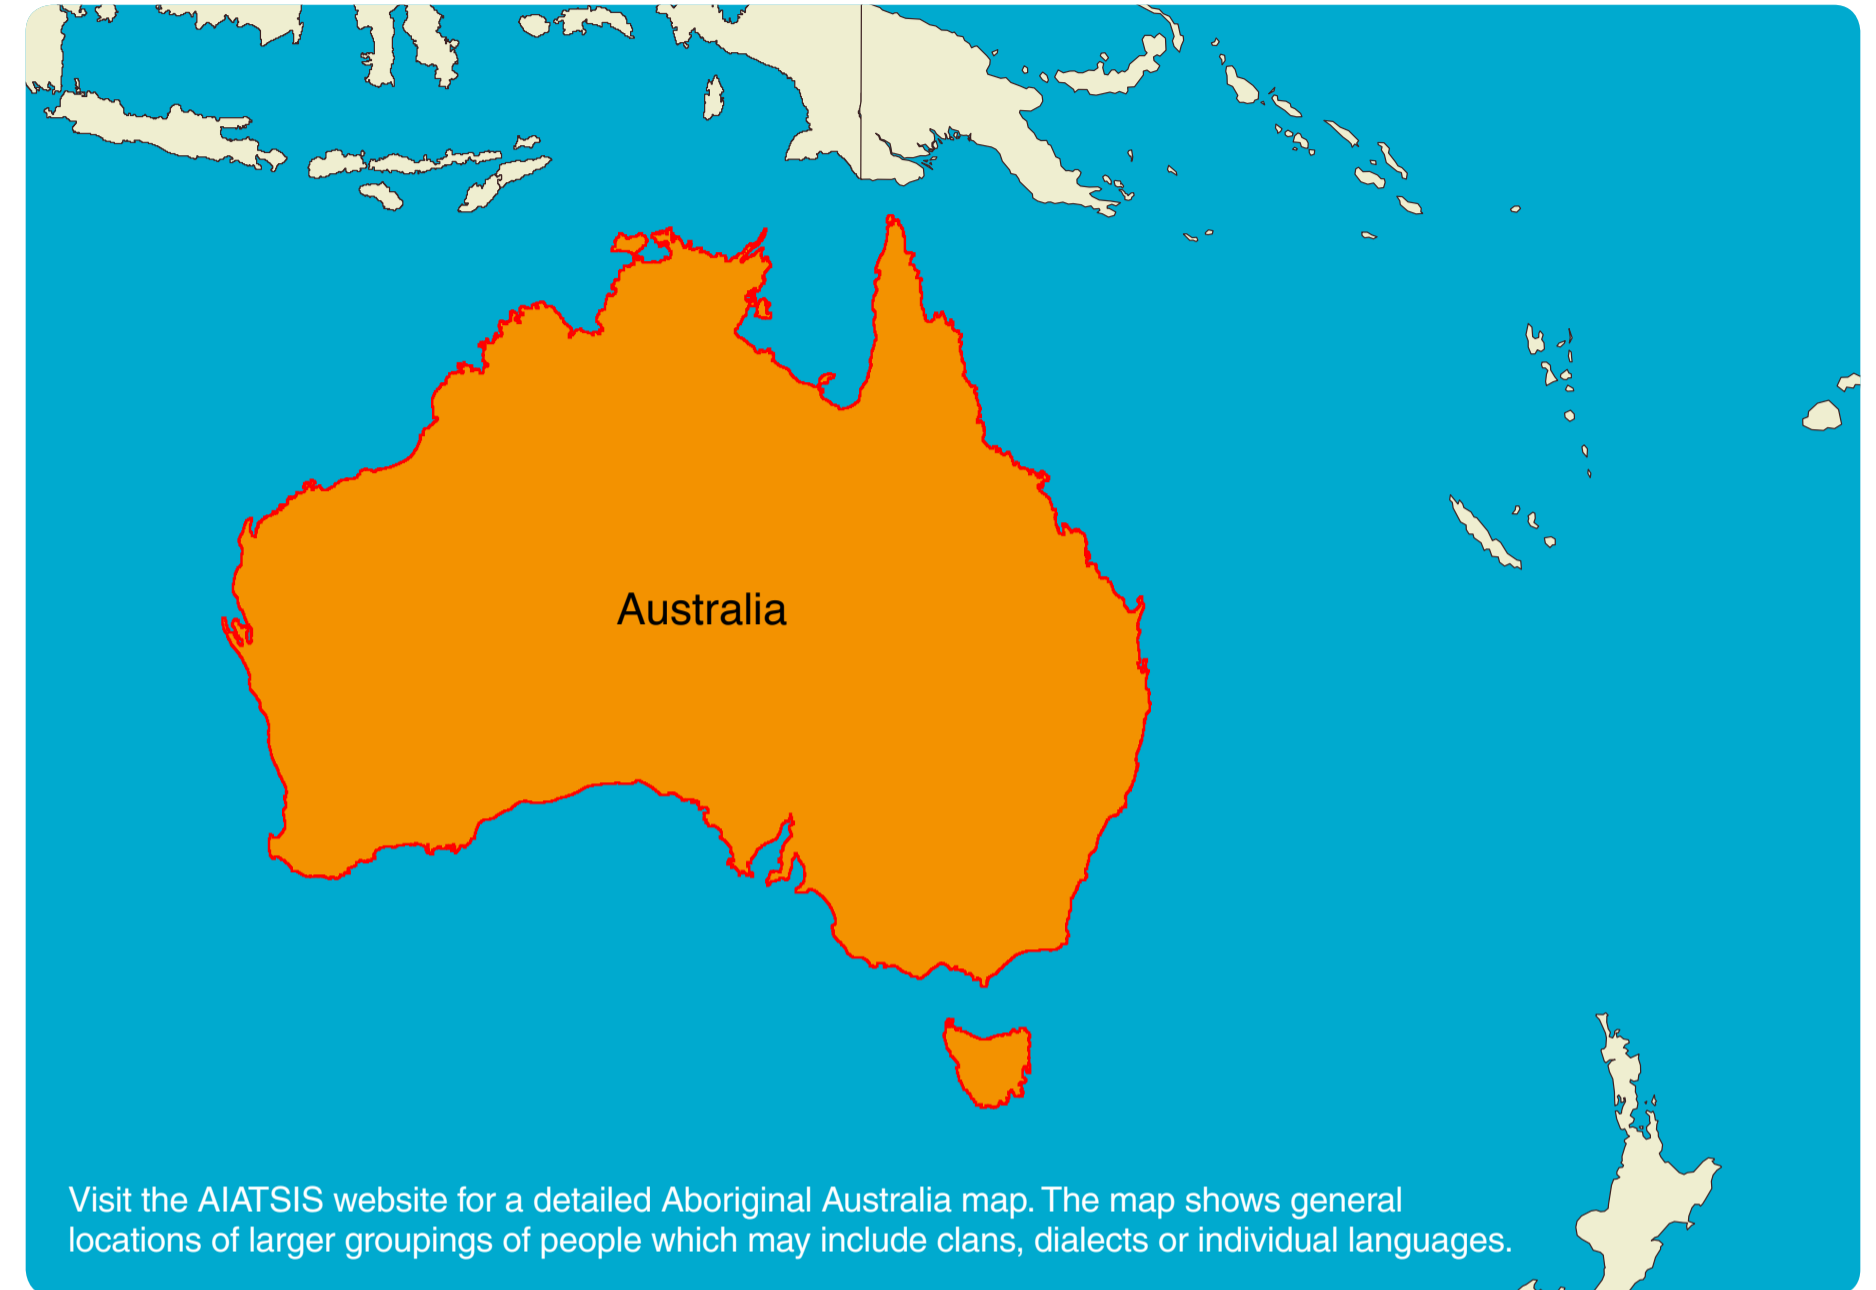 Australia
Visit the AIATSIS website for a detailed Aboriginal Australia map. The map shows general
locations of larger groupings of people which may include clans, dialects or individual languages.